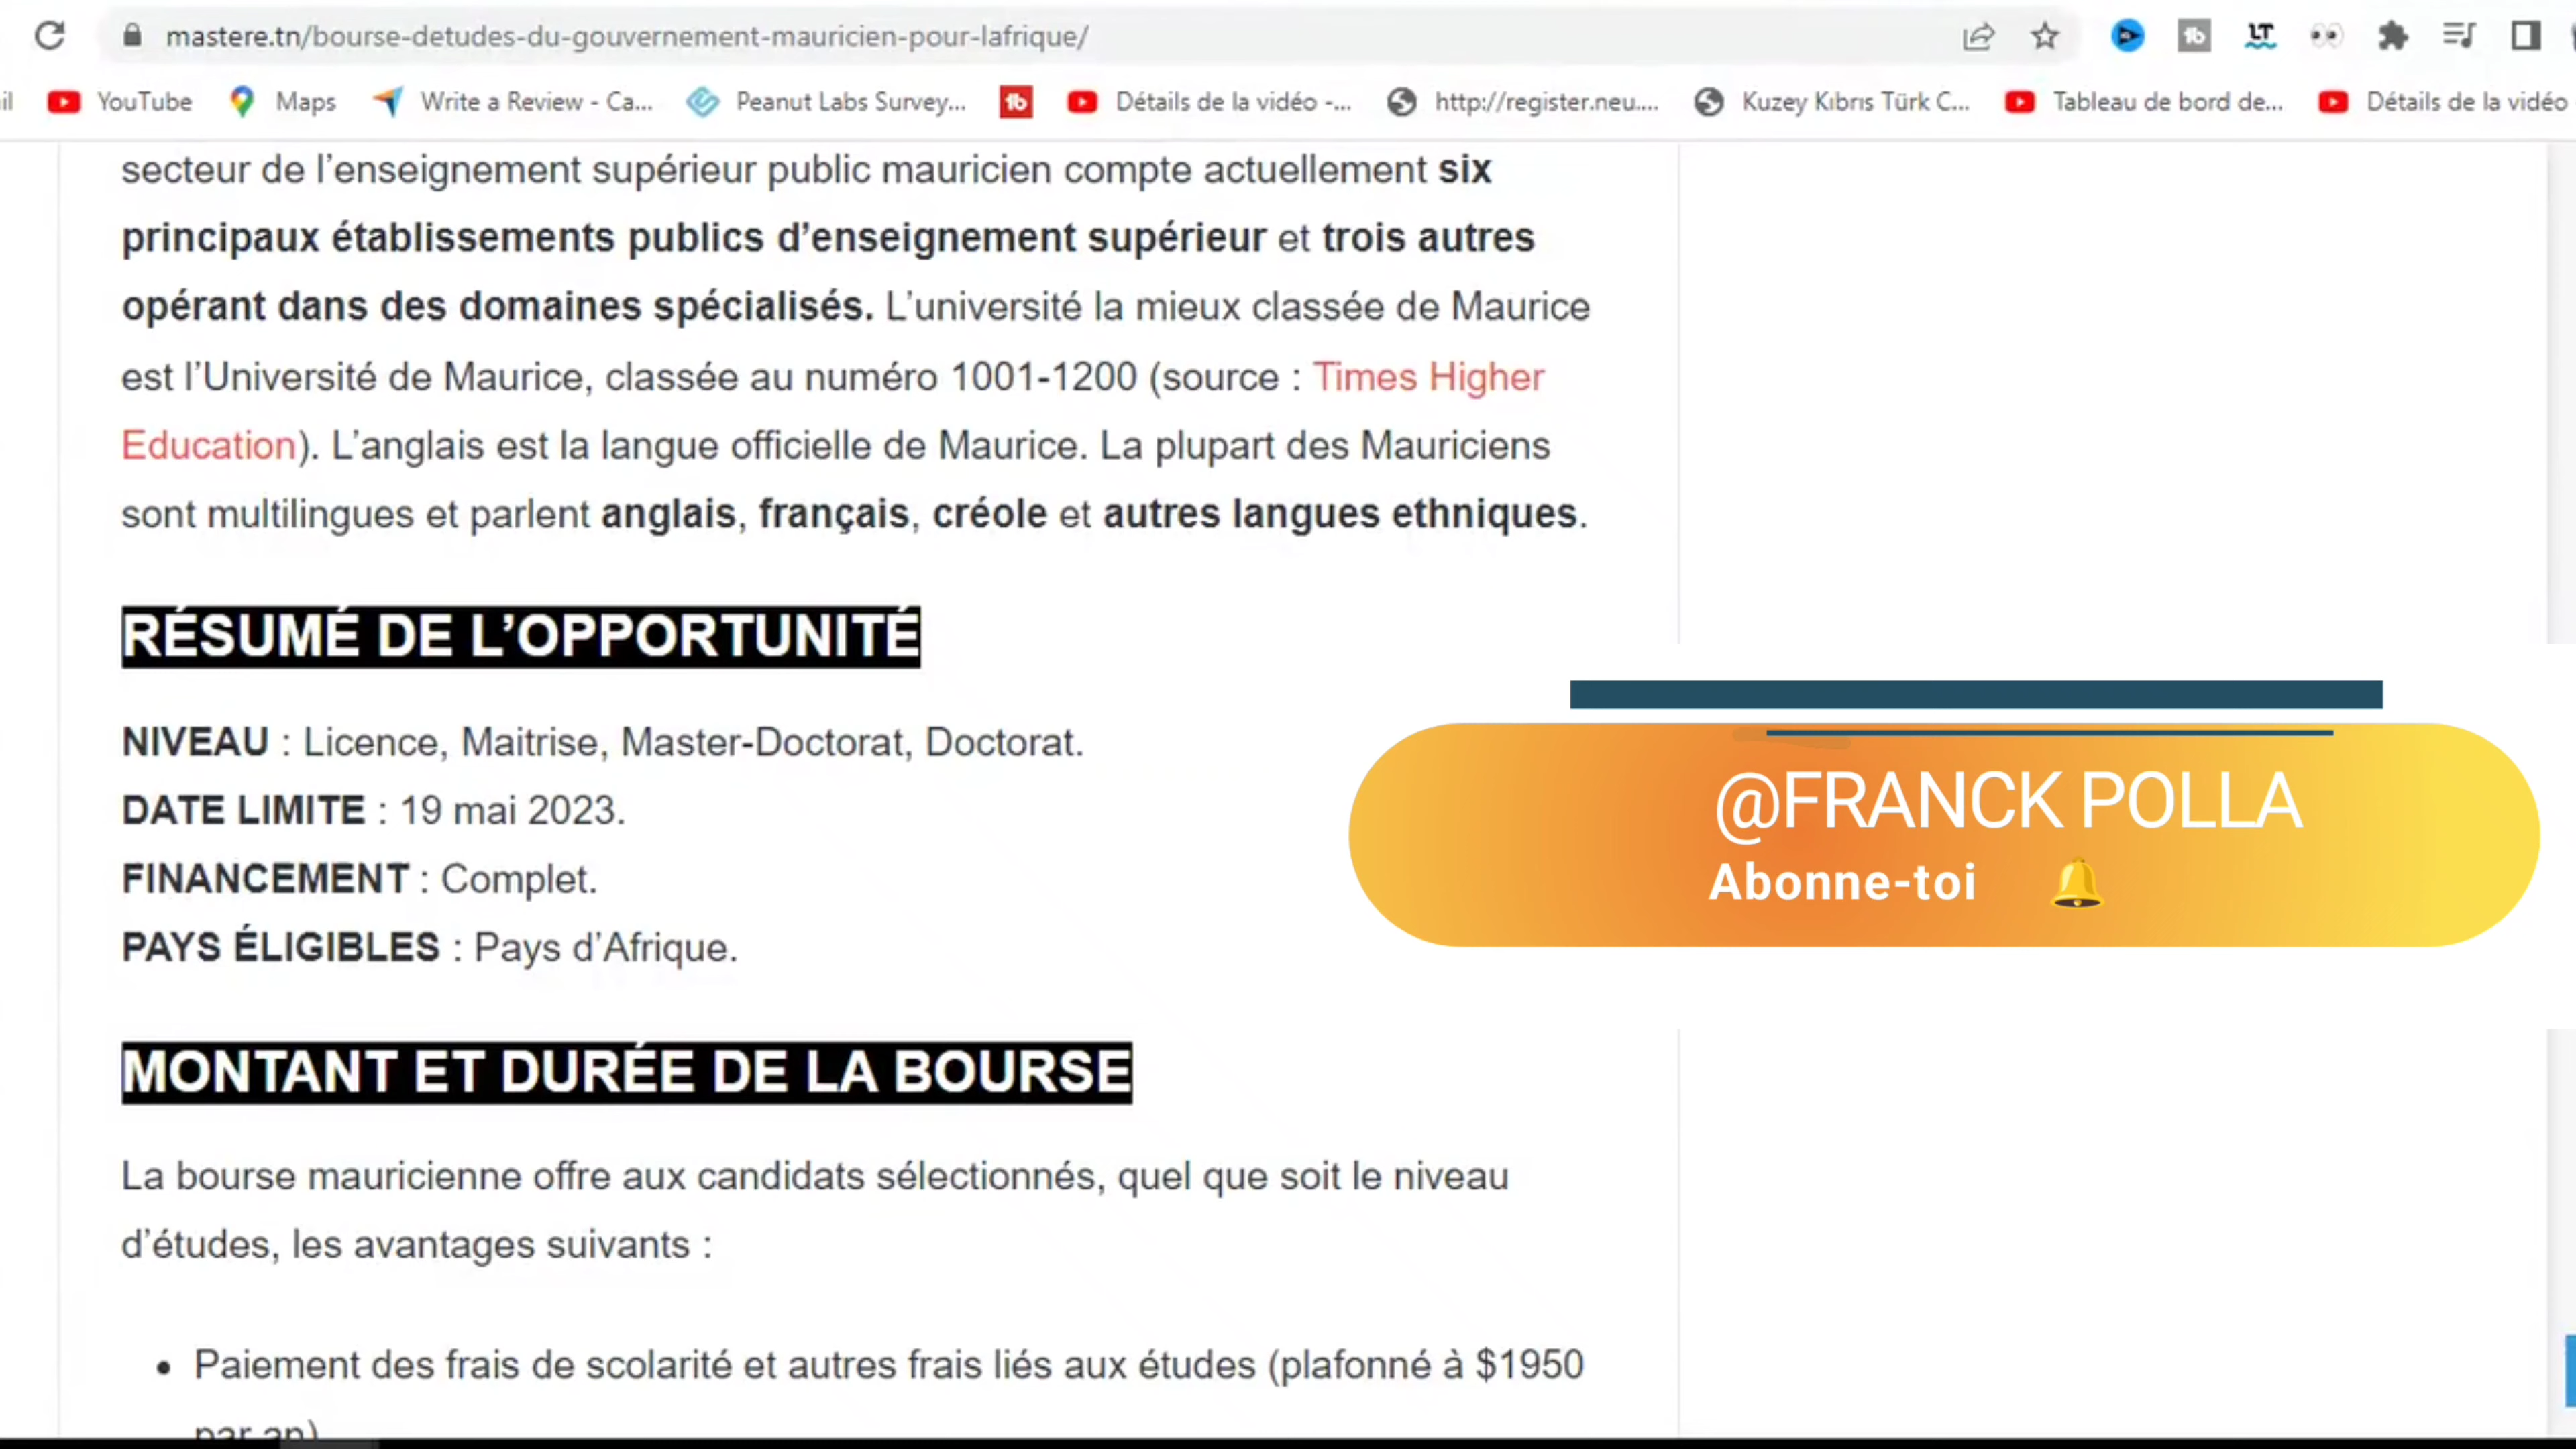 mastere.tn/bourse-detudes-du-gouvernement-mauricien-pour-lafrique/
YouTube Maps Write a Review - Ca... Peanut Labs Survey... Détails de la vidéo -... http://register.neu.... Kuzey Kıbrıs Türk C... Tableau de bord de... Détails de la vidéo
secteur de l’enseignement supérieur public mauricien compte actuellement six
principaux établissements publics d’enseignement supérieur et trois autres
opérant dans des domaines spécialisés. L’université la mieux classée de Maurice
est l’Université de Maurice, classée au numéro 1001-1200 (source : Times Higher
Education). L’anglais est la langue officielle de Maurice. La plupart des Mauriciens
sont multilingues et parlent anglais, français, créole et autres langues ethniques.
RÉSUMÉ DE L’OPPORTUNITÉ
NIVEAU : Licence, Maitrise, Master-Doctorat, Doctorat.
DATE LIMITE : 19 mai 2023.
FINANCEMENT : Complet.
PAYS ÉLIGIBLES : Pays d’Afrique.
@FRANCK POLLA
Abonne-toi
MONTANT ET DURÉE DE LA BOURSE
La bourse mauricienne offre aux candidats sélectionnés, quel que soit le niveau
d’études, les avantages suivants :
• Paiement des frais de scolarité et autres frais liés aux études (plafonné à $1950
par an)